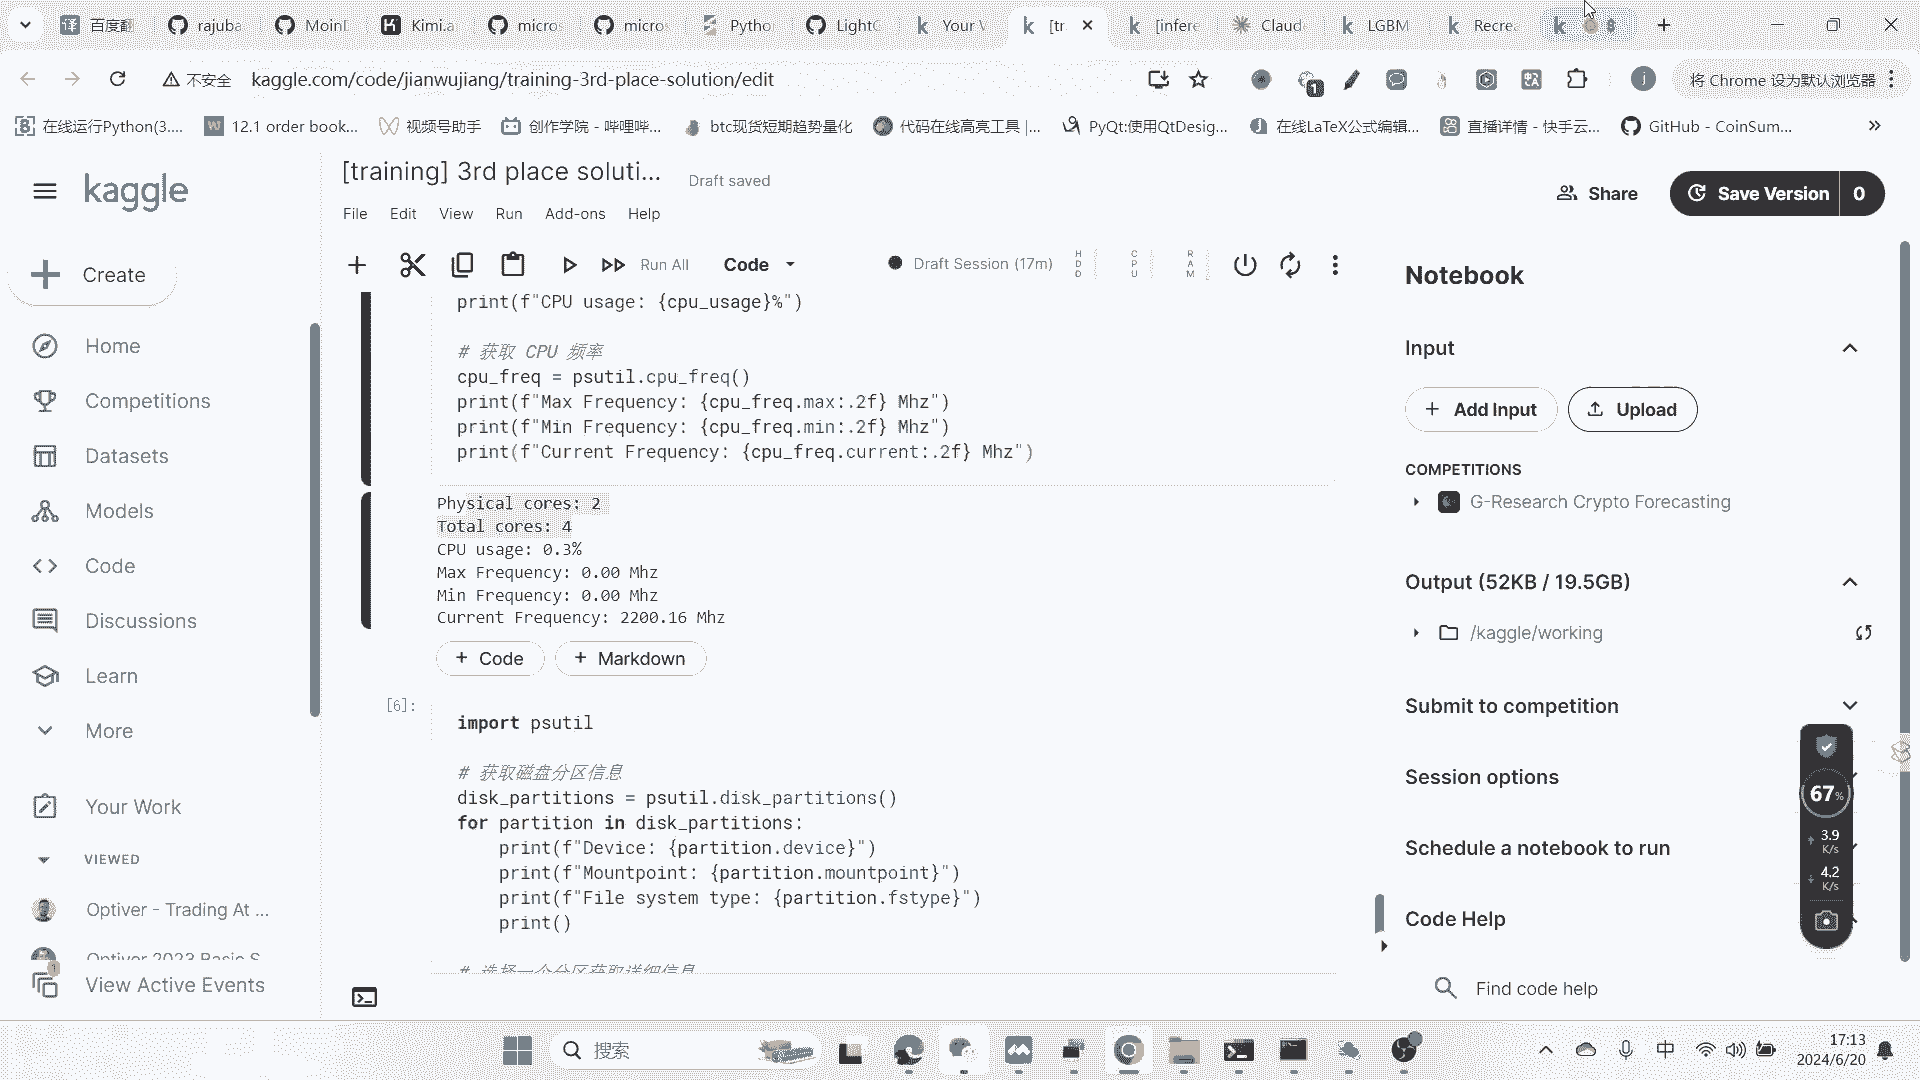 百度翻
rajuba
MoinI
Kimi.a
micros
micros
Python
LightG
Your V
[tr
[infere
Claud
LGBM
Recrea
不安全
kaggle.com/code/jianwujiang/training-3rd-place-solution/edit
1
j
将 Chrome 设为默认浏览器
在线运行Python(3....
12.1 order book...
视频号助手
创作学院 - 哔哩哔...
btc现货短期趋势量化
代码在线高亮工具 |...
PyQt:使用QtDesig...
在线LaTeX公式编辑...
直播详情 - 快手云...
GitHub - CoinSum...
kaggle
[training] 3rd place soluti...
Draft saved
File Edit View Run Add-ons Help
Share
Save Version
0
Create
Run All
Code
Draft Session (17m)
HDD
CPU
RAM
Home
Competitions
Datasets
Models
Code
Discussions
Learn
More
Your Work
VIEWED
Optiver - Trading At ...
Optiver 2023 Basic S
1
View Active Events
print(f"CPU usage: {cpu_usage}%")
# 获取 CPU 频率
cpu_freq = psutil.cpu_freq()
print(f"Max Frequency: {cpu_freq.max:.2f} Mhz")
print(f"Min Frequency: {cpu_freq.min:.2f} Mhz")
print(f"Current Frequency: {cpu_freq.current:.2f} Mhz")
Physical cores: 2
Total cores: 4
CPU usage: 0.3%
Max Frequency: 0.00 Mhz
Min Frequency: 0.00 Mhz
Current Frequency: 2200.16 Mhz
+ Code
+ Markdown
[6]:
import psutil
# 获取磁盘分区信息
disk_partitions = psutil.disk_partitions()
for partition in disk_partitions:
print(f"Device: {partition.device}")
print(f"Mountpoint: {partition.mountpoint}")
print(f"File system type: {partition.fstype}")
print()
# 选择一个分区获取详细信息
Notebook
Input
+ Add Input
Upload
COMPETITIONS
G-Research Crypto Forecasting
Output (52KB / 19.5GB)
/kaggle/working
Submit to competition
Session options
Schedule a notebook to run
Code Help
Find code help
67%
3.9
K/s
4.2
K/s
搜索
中
17:13
2024/6/20